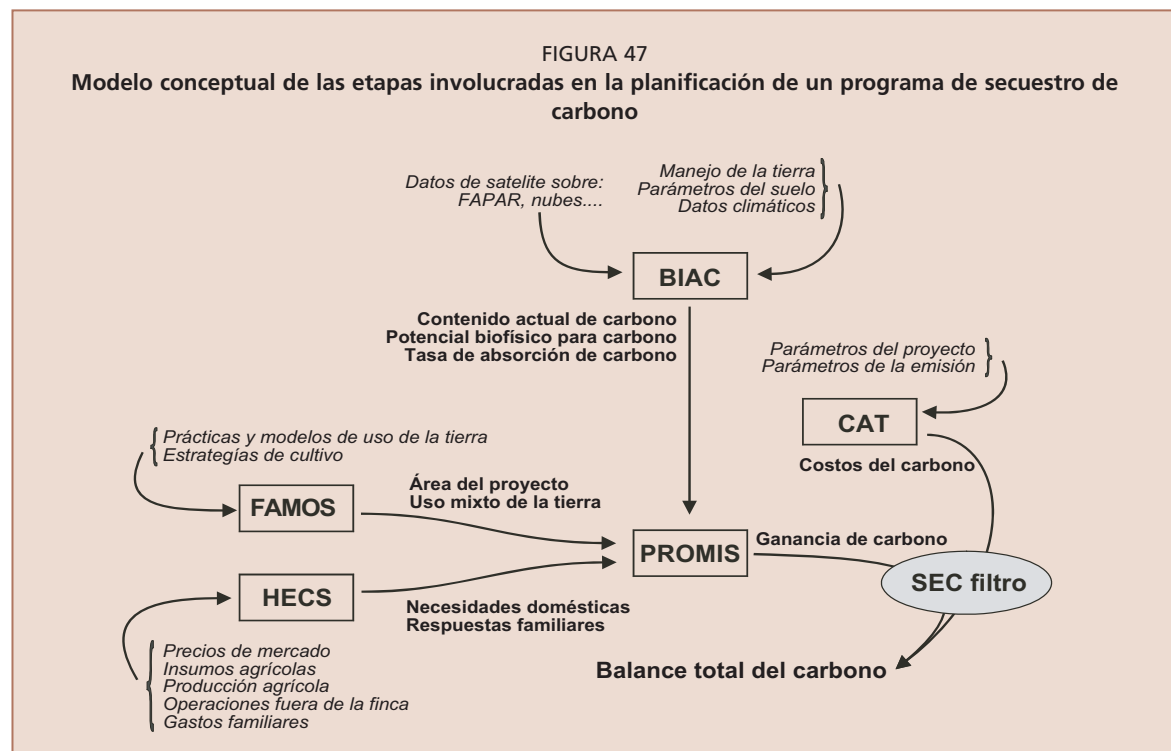 FIGURA 47
Modelo conceptual de las etapas involucradas en la planificación de un programa de secuestro de
carbono
Datos de satelite sobre:
FAPAR, nubes....
Manejo de la tierra
Parámetros del suelo
Datos climáticos
BIAC
Contenido actual de carbono
Potencial biofísico para carbono
Tasa de absorción de carbono
Parámetros del proyecto
Parámetros de la emisión
CAT
Costos del carbono
Prácticas y modelos de uso de la tierra
Estrategías de cultivo
FAMOS
Área del proyecto
Uso mixto de la tierra
PROMIS
Ganancia de carbono
SEC filtro
HECS
Necesidades domésticas
Respuestas familiares
Balance total del carbono
Precios de mercado
Insumos agrícolas
Producción agrícola
Operaciones fuera de la finca
Gastos familiares